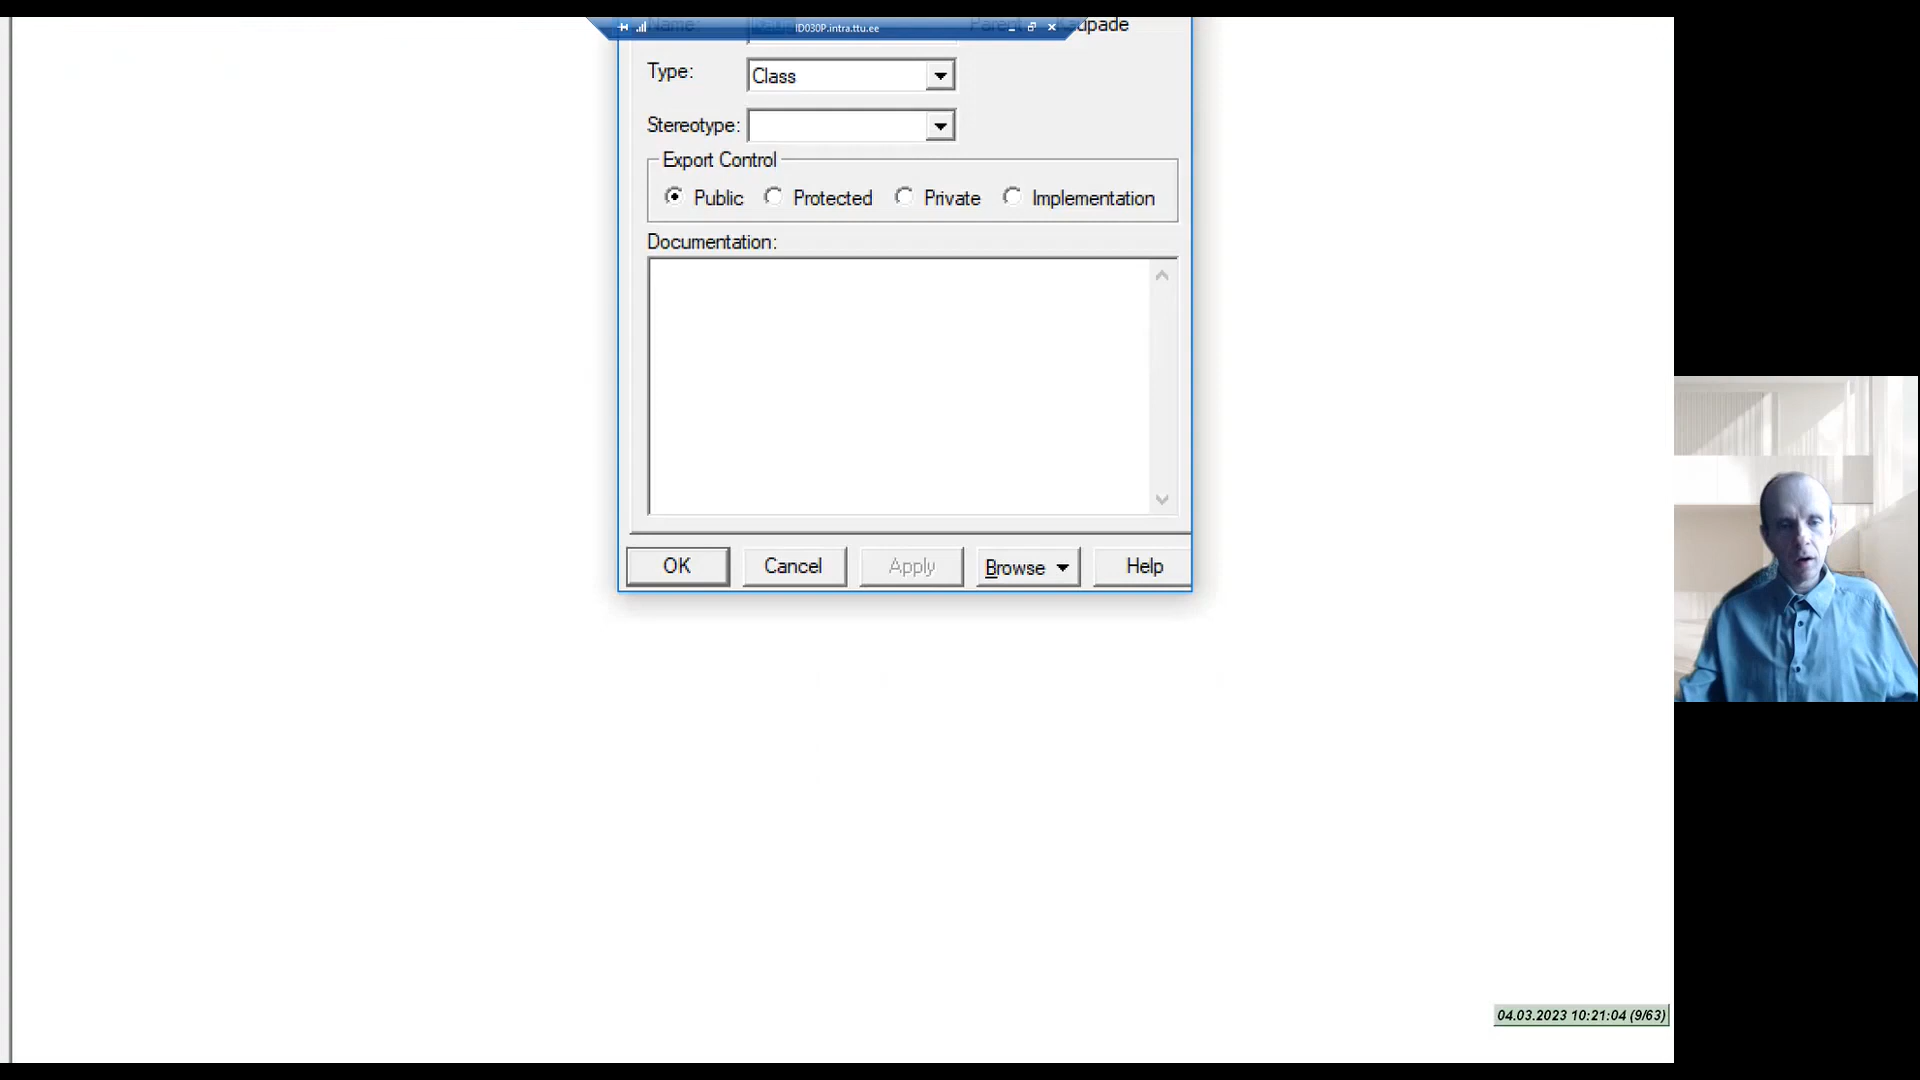 ID030P.intra.ttu.ee
Type: Class
Stereotype:
Export Control
Public Protected Private Implementation
Documentation:
OK Cancel Apply Browse Help
04.03.2023 10:21:04 (9/63)